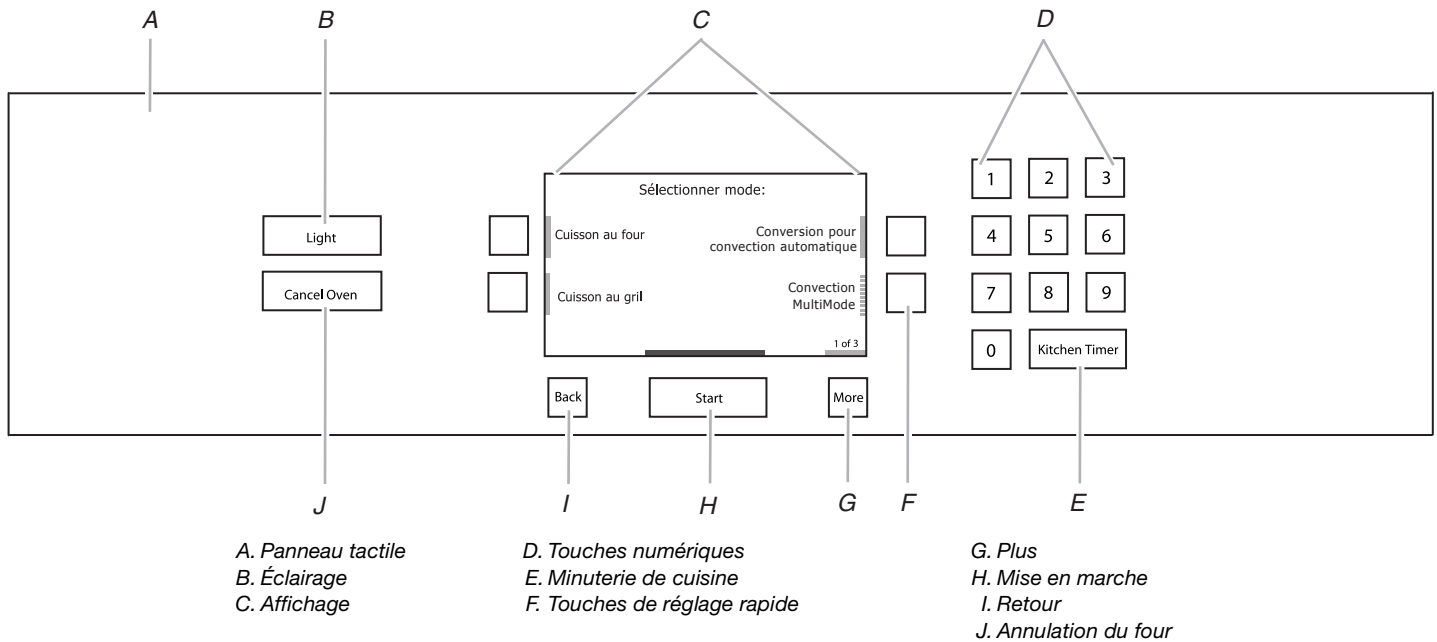 A
B
C
D
Sélectionner mode:
1
2
3
Light
Cuisson au four
Conversion pour
convection automatique
4
5
6
Cancel Oven
Cuisson au gril
Convection
MultiMode
7
8
9
1 of 3
0
Kitchen Timer
Back
Start
More
J
I
H
G
F
E
A. Panneau tactile
B. Éclairage
C. Affichage
D. Touches numériques
E. Minuterie de cuisine
F. Touches de réglage rapide
G. Plus
H. Mise en marche
I. Retour
J. Annulation du four